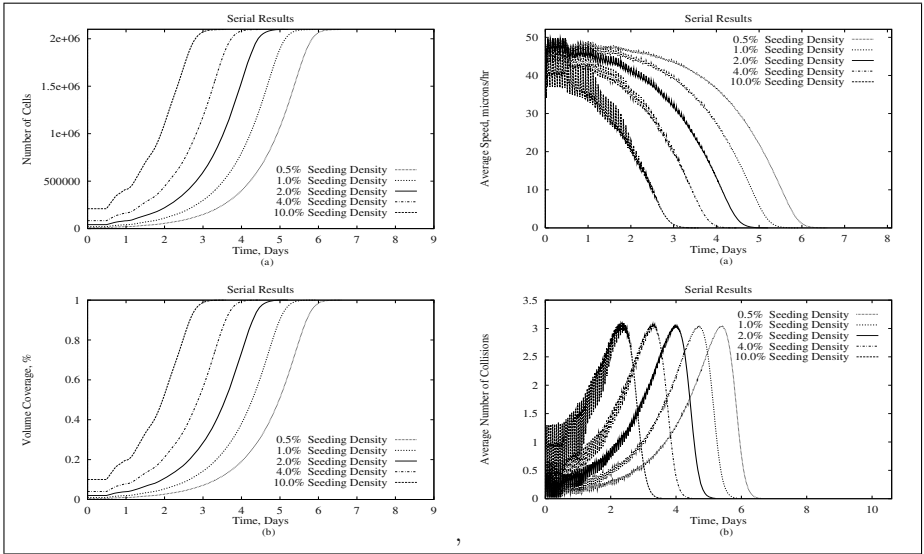 Serial Results
2e+06
1.5e+06
1e+06
500000
0
Number of Cells
0.5% Seeding Density
1.0% Seeding Density
2.0% Seeding Density
4.0% Seeding Density
10.0% Seeding Density
0 1 2 3 4 5 6 7 8 9
Time, Days
(a)
Serial Results
50
40
30
20
10
0
Average Speed, microns/hr
0.5% Seeding Density
1.0% Seeding Density
2.0% Seeding Density
4.0% Seeding Density
10.0% Seeding Density
0 1 2 3 4 5 6 7 8
Time, Days
(a)
Serial Results
1
0.8
0.6
0.4
0.2
0
Volume Coverage, %
0.5% Seeding Density
1.0% Seeding Density
2.0% Seeding Density
4.0% Seeding Density
10.0% Seeding Density
0 1 2 3 4 5 6 7 8 9
Time, Days
(b)
,
Serial Results
3.5
3
2.5
2
1.5
1
0.5
0
Average Number of Collisions
0.5% Seeding Density
1.0% Seeding Density
2.0% Seeding Density
4.0% Seeding Density
10.0% Seeding Density
0 2 4 6 8 10
Time, Days
(b)